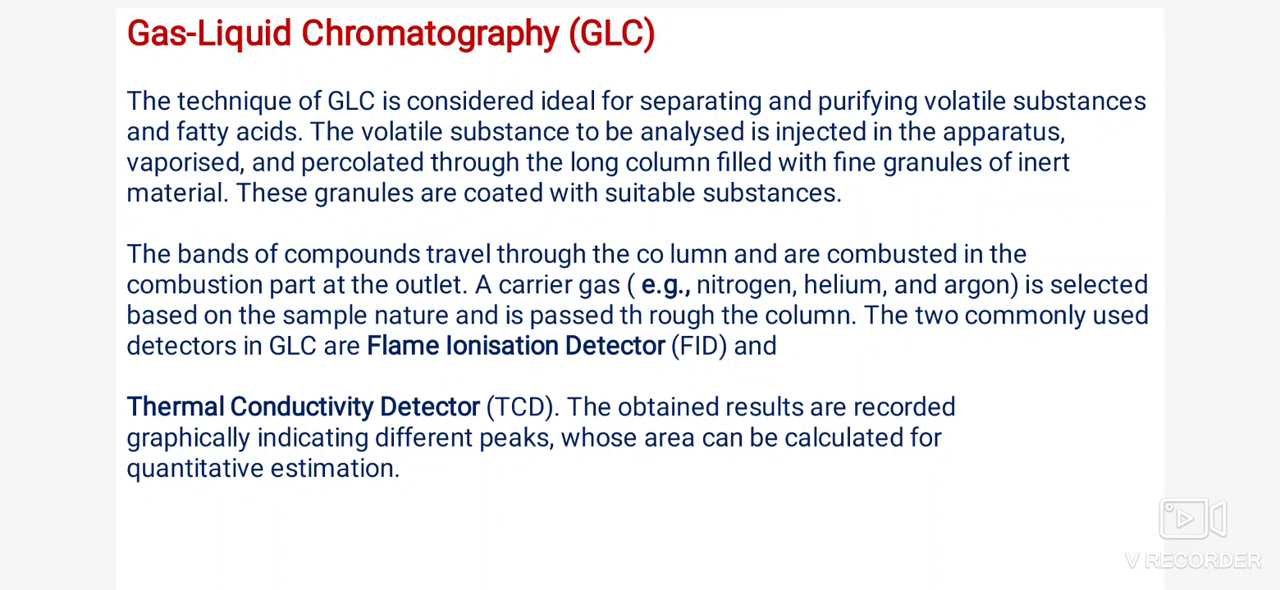 Gas-Liquid Chromatography (GLC)
The technique of GLC is considered ideal for separating and purifying volatile substances
and fatty acids. The volatile substance to be analysed is injected in the apparatus,
vaporised, and percolated through the long column filled with fine granules of inert
material. These granules are coated with suitable substances.
The bands of compounds travel through the co lumn and are combusted in the
combustion part at the outlet. A carrier gas ( e.g., nitrogen, helium, and argon) is selected
based on the sample nature and is passed th rough the column. The two commonly used
detectors in GLC are Flame Ionisation Detector (FID) and
Thermal Conductivity Detector (TCD). The obtained results are recorded
graphically indicating different peaks, whose area can be calculated for
quantitative estimation.
V RECORDER